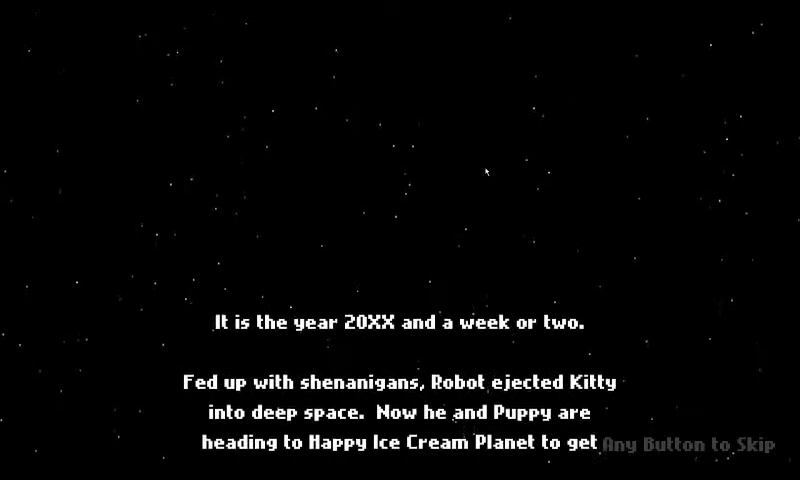 It is the year 20XX and a week or two.
Fed up with shenanigans, Robot ejected Kitty
into deep space. Now he and Puppy are
heading to Happy Ice Cream Planet to get
Any Button to Skip